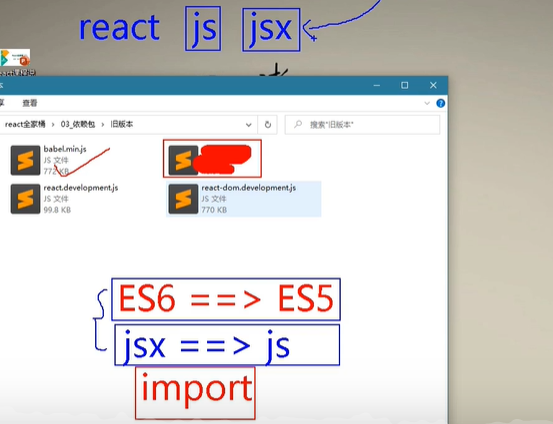 react js jsx
查看
react全家桶 › 03_依赖包 › 旧版本
搜索"旧版本"
babel.min.js
JS 文件
772 KB
react.development.js
JS 文件
99.8 KB
react-dom.development.js
JS 文件
770 KB
ES6 ==> ES5
jsx ==> js
import